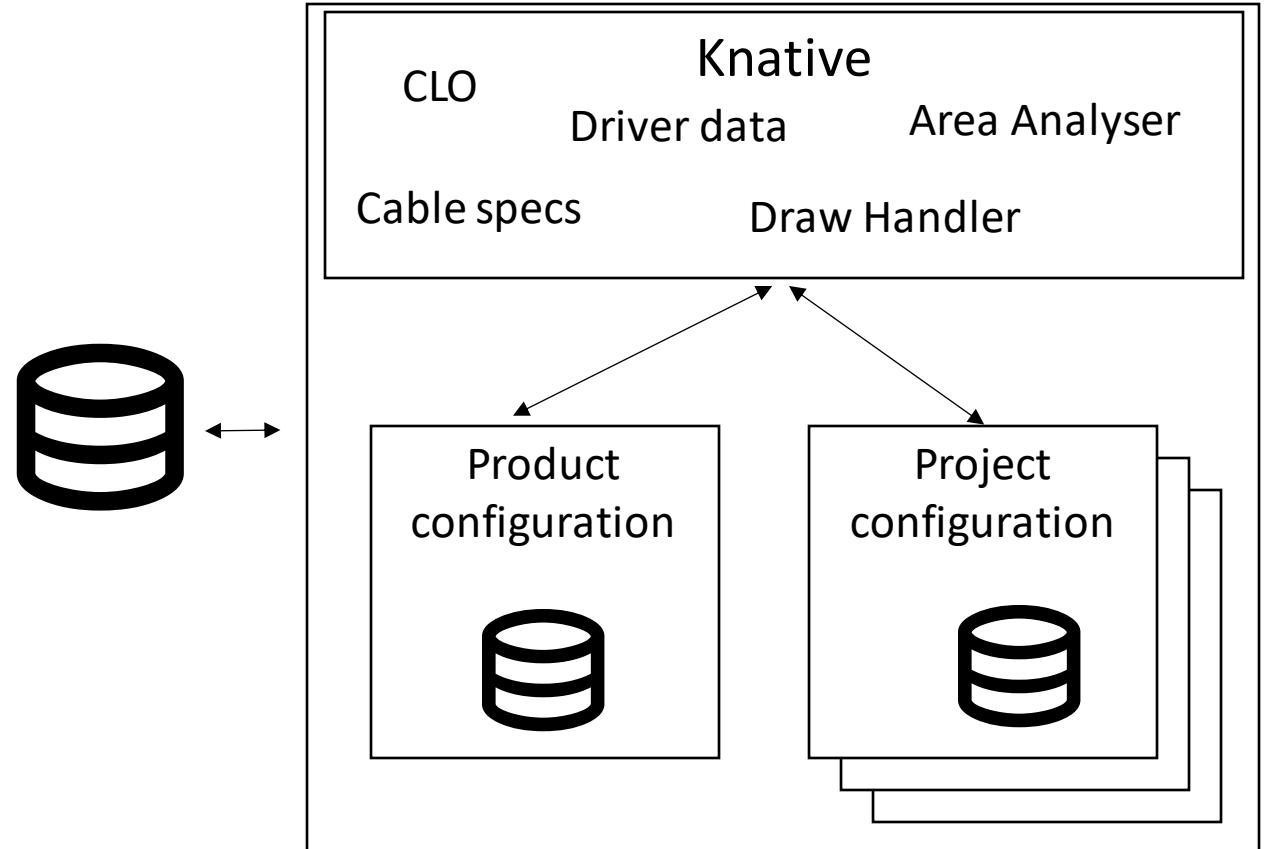 Knative
CLO
Driver data
Area Analyser
Cable specs
Draw Handler
Product
configuration
Project
configuration